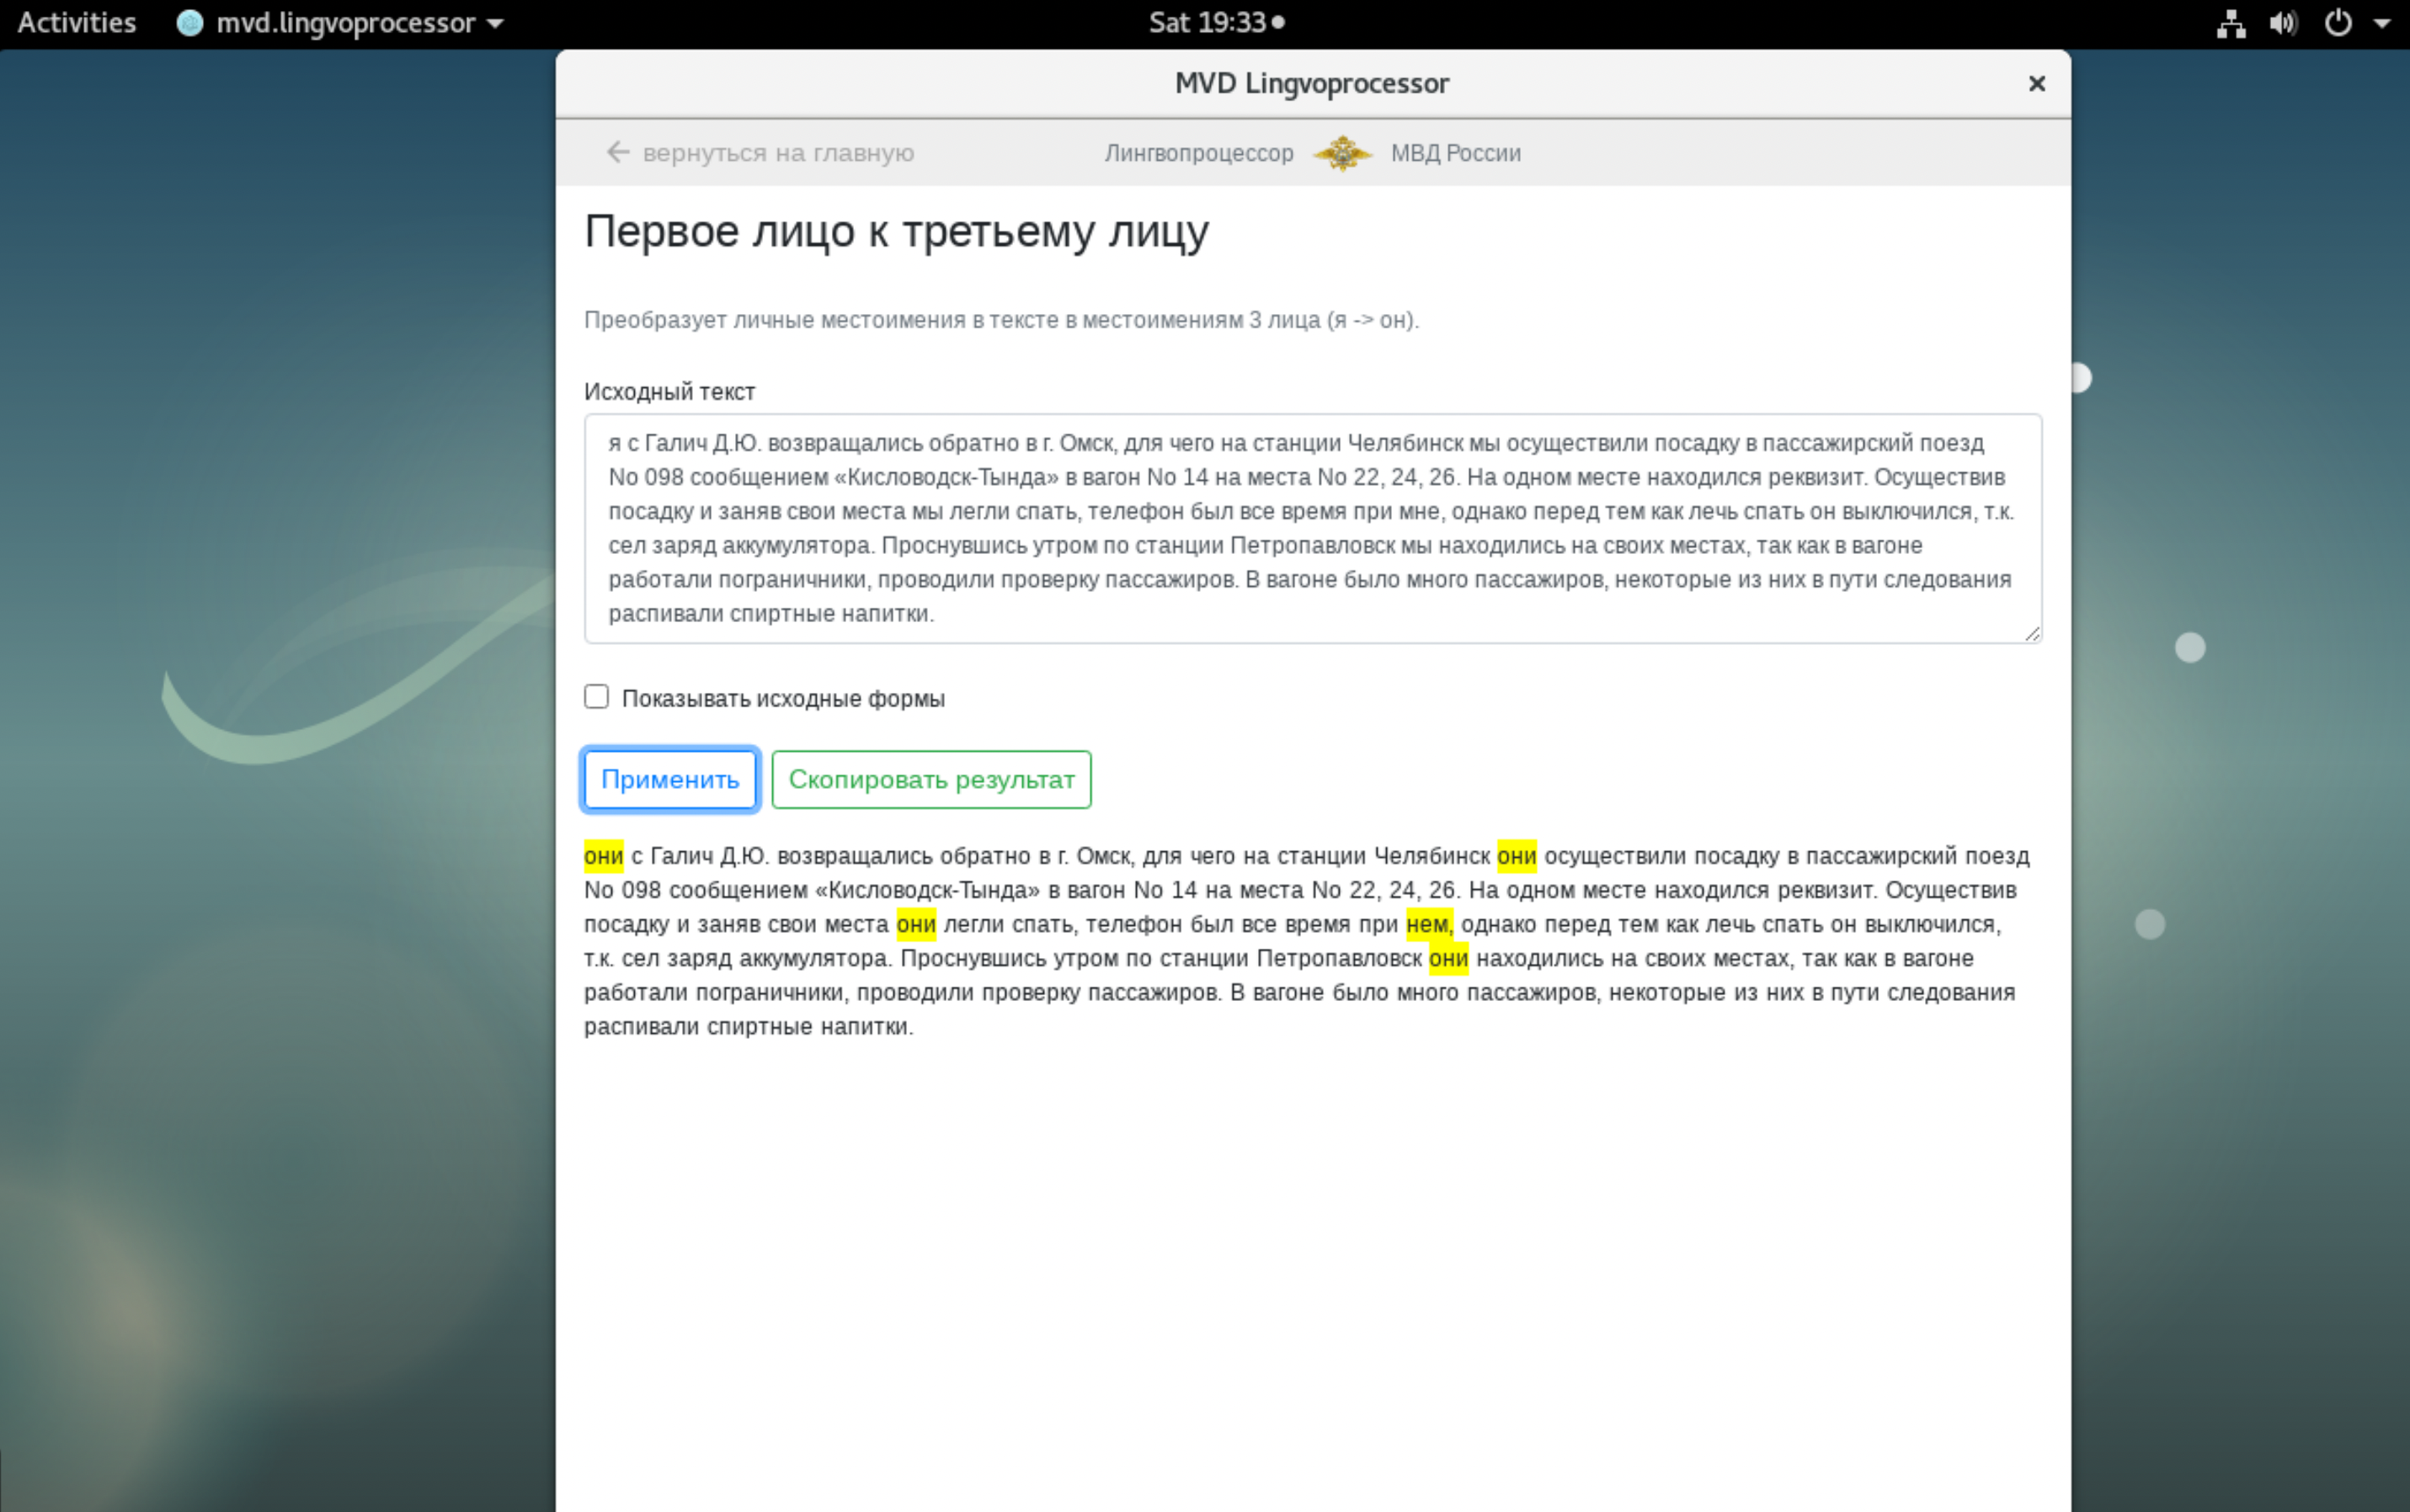 Activities mvd.lingvoprocessor Sat 19:33
MVD Lingvoprocessor ×
← вернуться на главную Лингвопроцессор МВД России
Первое лицо к третьему лицу
Преобразует личные местоимения в тексте в местоимениям 3 лица (я -> он).
Исходный текст
я с Галич Д.Ю. возвращались обратно в г. Омск, для чего на станции Челябинск мы осуществили посадку в пассажирский поезд
No 098 сообщением «Кисловодск-Тында» в вагон No 14 на места No 22, 24, 26. На одном месте находился реквизит. Осуществив
посадку и заняв свои места мы легли спать, телефон был все время при мне, однако перед тем как лечь спать он выключился, т.к.
сел заряд аккумулятора. Проснувшись утром по станции Петропавловск мы находились на своих местах, так как в вагоне
работали пограничники, проводили проверку пассажиров. В вагоне было много пассажиров, некоторые из них в пути следования
распивали спиртные напитки.
Показывать исходные формы
Применить Скопировать результат
они с Галич Д.Ю. возвращались обратно в г. Омск, для чего на станции Челябинск они осуществили посадку в пассажирский поезд
No 098 сообщением «Кисловодск-Тында» в вагон No 14 на места No 22, 24, 26. На одном месте находился реквизит. Осуществив
посадку и заняв свои места они легли спать, телефон был все время при нем, однако перед тем как лечь спать он выключился,
т.к. сел заряд аккумулятора. Проснувшись утром по станции Петропавловск они находились на своих местах, так как в вагоне
работали пограничники, проводили проверку пассажиров. В вагоне было много пассажиров, некоторые из них в пути следования
распивали спиртные напитки.